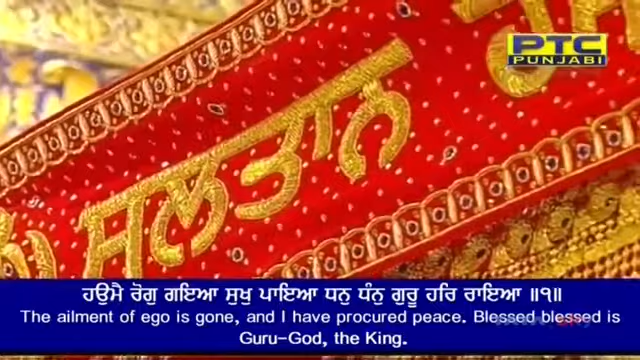 PTC
PUNJABI
ਸੁਲਤਾਨ
ਹਉਮੈ ਰੋਗੁ ਗਇਆ ਸੁਖੁ ਪਾਇਆ ਧਨੁ ਧੰਨੁ ਗੁਰੂ ਹਰਿ ਰਾਇਆ ॥੧॥
The ailment of ego is gone, and I have procured peace. Blessed blessed is
Guru-God, the King.